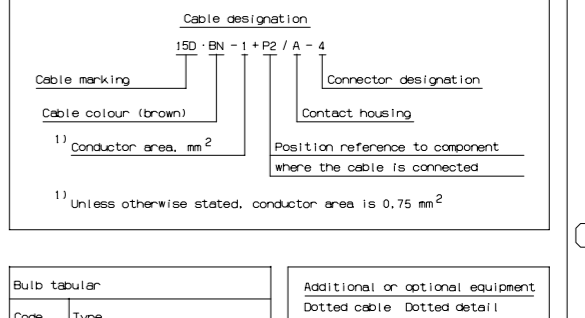 Cable designation
15D · BN - 1 + P2 / A - 4
Cable marking
Connector designation
Cable colour (brown)
Contact housing
1) Conductor area, mm2
Position reference to component
where the cable is connected
1) Unless otherwise stated, conductor area is 0,75 mm2
Bulb tabular
Code Type
Additional or optional equipment
Dotted cable Dotted detail